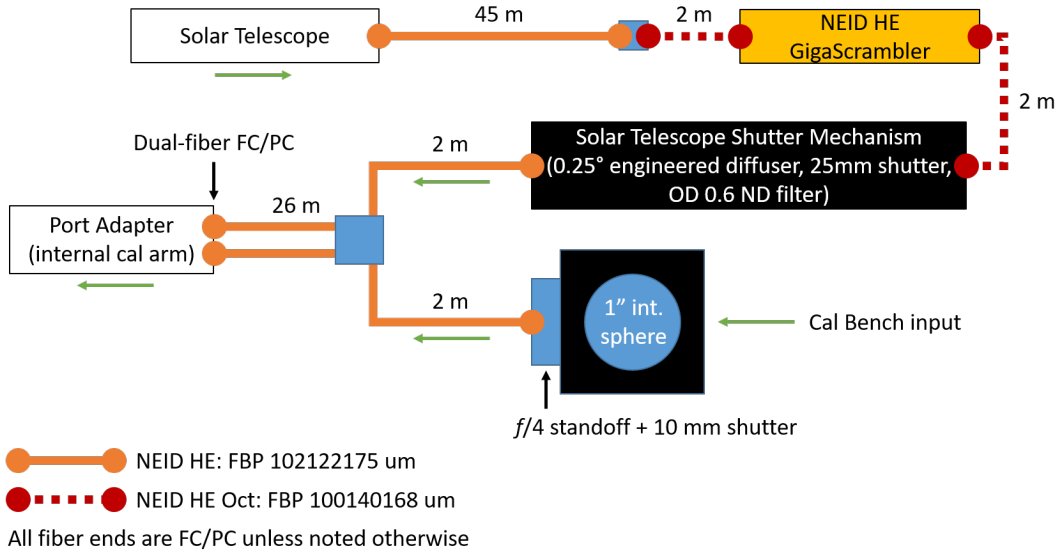 Solar Telescope
45 m
2 m
NEID HE
GigaScrambler
2 m
Dual-fiber FC/PC
2 m
Solar Telescope Shutter Mechanism
(0.25° engineered diffuser, 25mm shutter,
OD 0.6 ND filter)
Port Adapter
(internal cal arm)
26 m
2 m
1” int.
sphere
Cal Bench input
f/4 standoff + 10 mm shutter
NEID HE: FBP 102122175 um
NEID HE Oct: FBP 100140168 um
All fiber ends are FC/PC unless noted otherwise